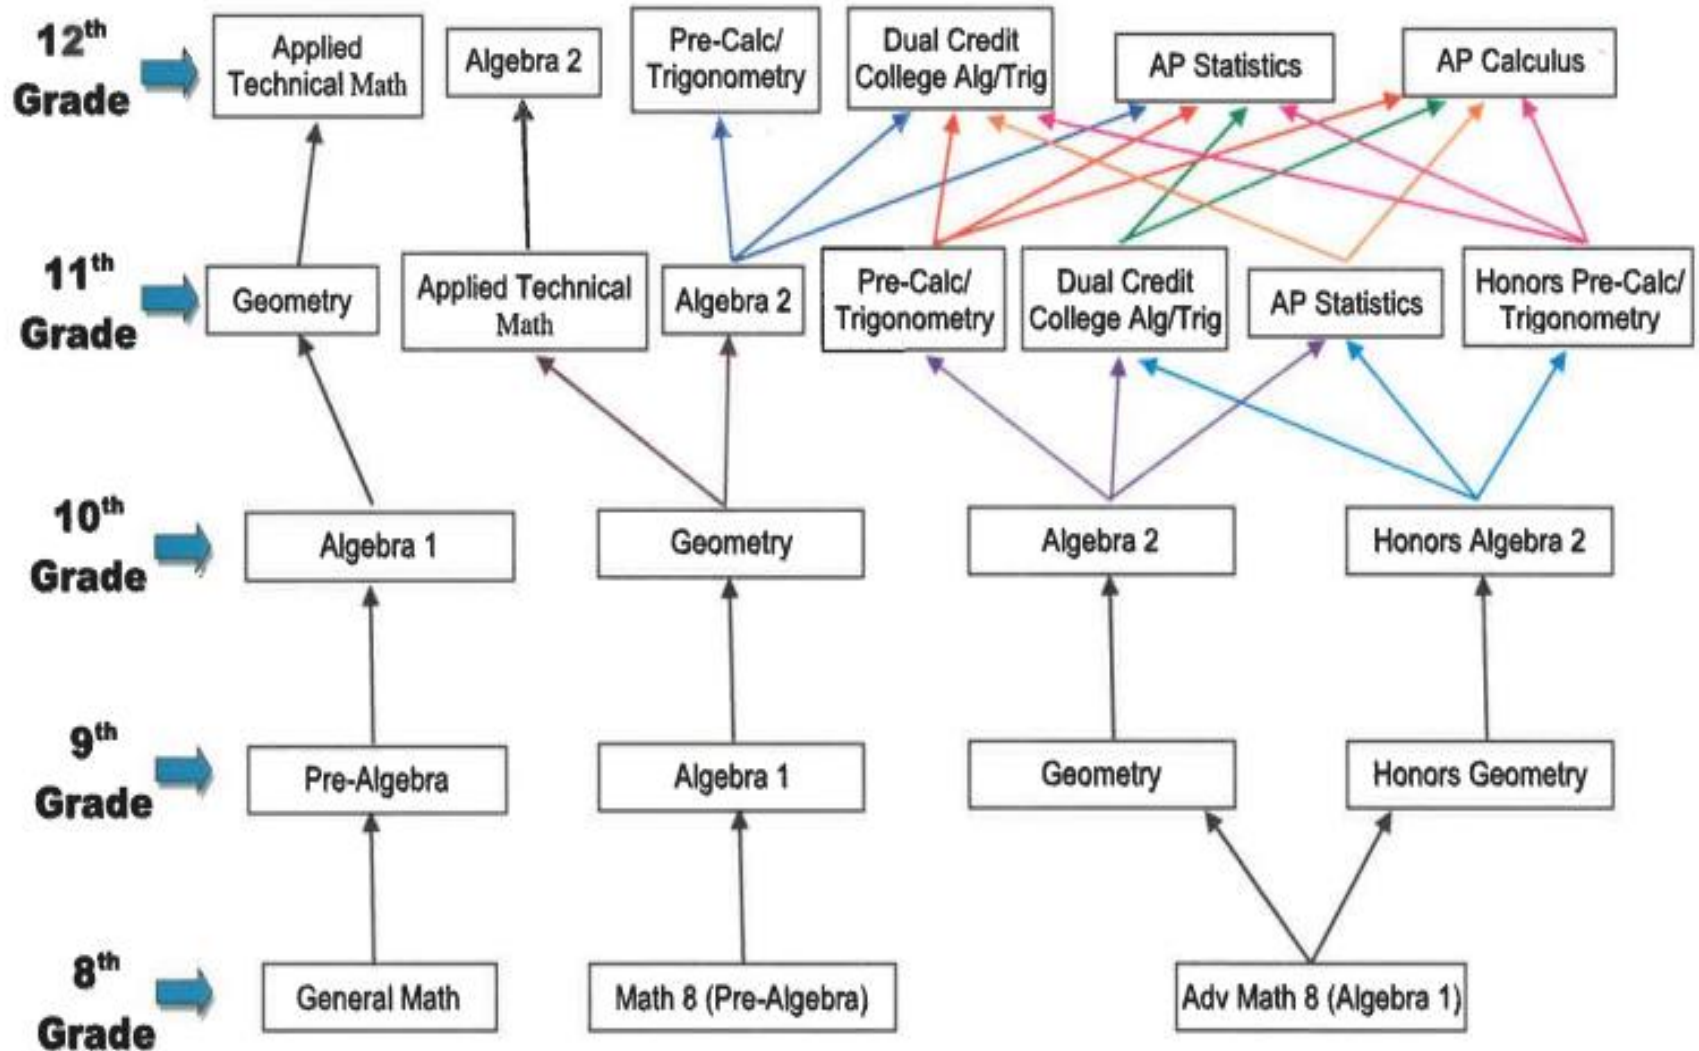 12th
Grade
Applied
Technical Math
Algebra 2
Pre-Calc/
Trigonometry
Dual Credit
College Alg/Trig
AP Statistics
AP Calculus
11th
Grade
Geometry
Applied Technical
Math
Algebra 2
Pre-Calc/
Trigonometry
Dual Credit
College Alg/Trig
AP Statistics
Honors Pre-Calc/
Trigonometry
10th
Grade
Algebra 1
Geometry
Algebra 2
Honors Algebra 2
9th
Grade
Pre-Algebra
Algebra 1
Geometry
Honors Geometry
8th
Grade
General Math
Math 8 (Pre-Algebra)
Adv Math 8 (Algebra 1)